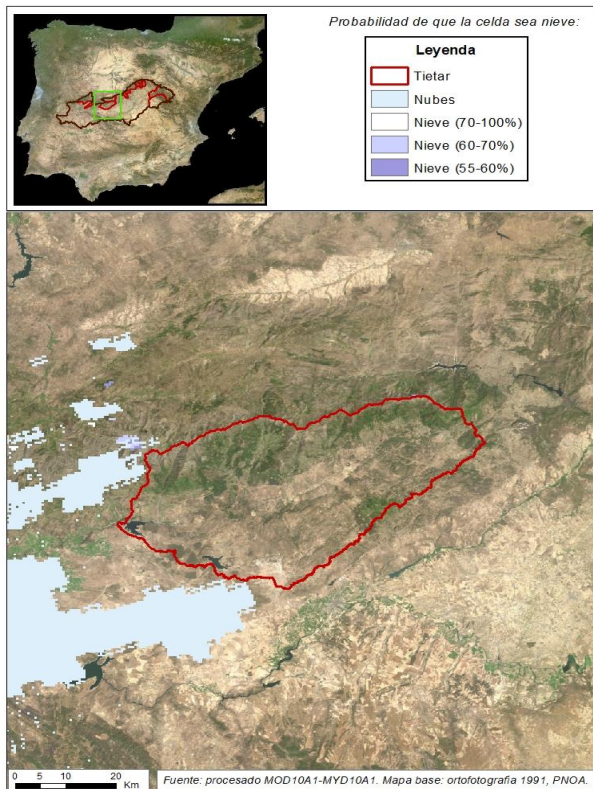 Probabilidad de que la celda sea nieve:
Leyenda
Tietar
Nubes
Nieve (70-100%)
Nieve (60-70%)
Nieve (55-60%)
0 5 10 20
Km
Fuente: procesado MOD10A1-MYD10A1. Mapa base: ortofotografia 1991, PNOA.